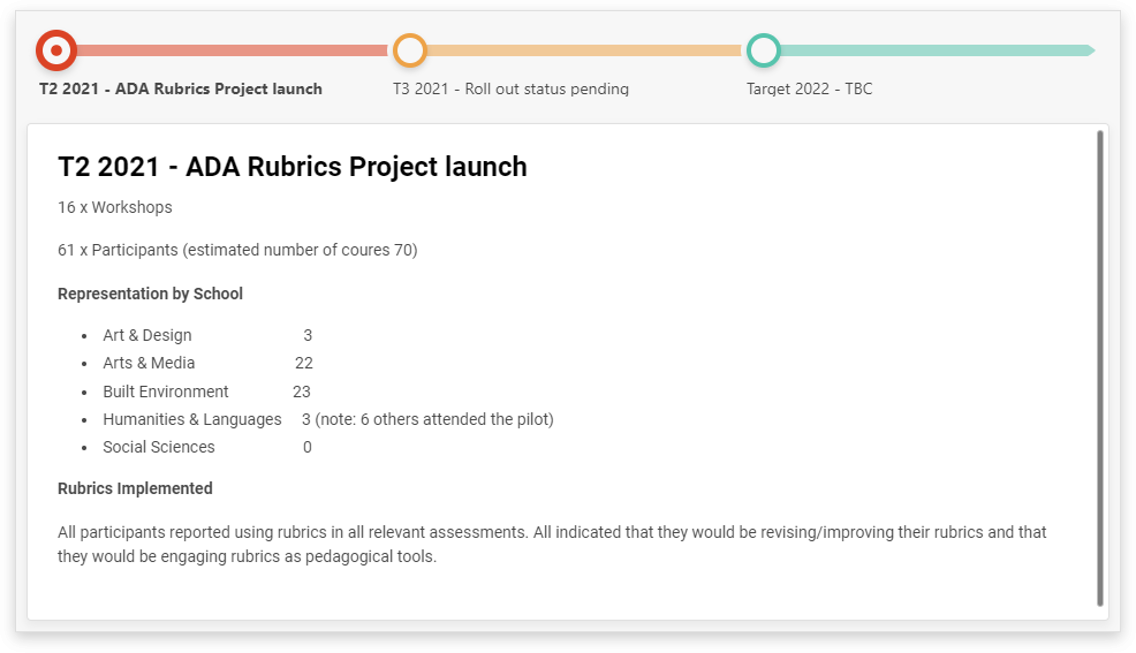 T2 2021 - ADA Rubrics Project launch
T3 2021 - Roll out status pending
Target 2022 - TBC
T2 2021 - ADA Rubrics Project launch
16 x Workshops
61 x Participants (estimated number of coures 70)
Representation by School
• Art & Design 3
• Arts & Media 22
• Built Environment 23
• Humanities & Languages 3 (note: 6 others attended the pilot)
• Social Sciences 0
Rubrics Implemented
All participants reported using rubrics in all relevant assessments. All indicated that they would be revising/improving their rubrics and that
they would be engaging rubrics as pedagogical tools.